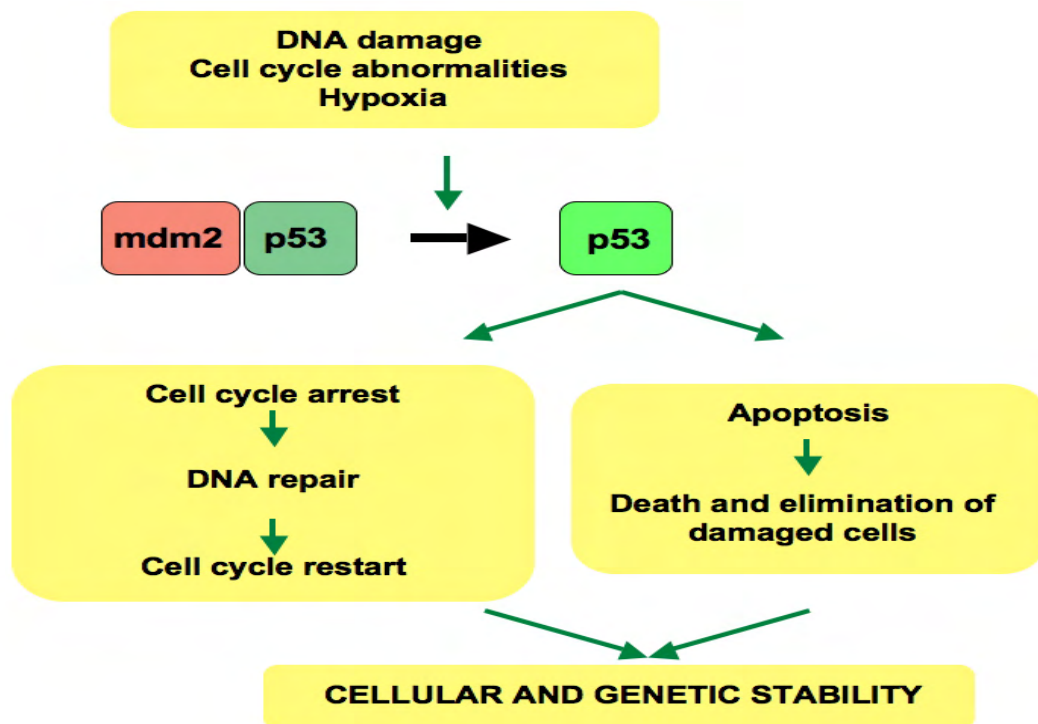 DNA damage
Cell cycle abnormalities
Hypoxia
mdm2
p53
p53
Cell cycle arrest
DNA repair
Cell cycle restart
Apoptosis
Death and elimination of
damaged cells
CELLULAR AND GENETIC STABILITY